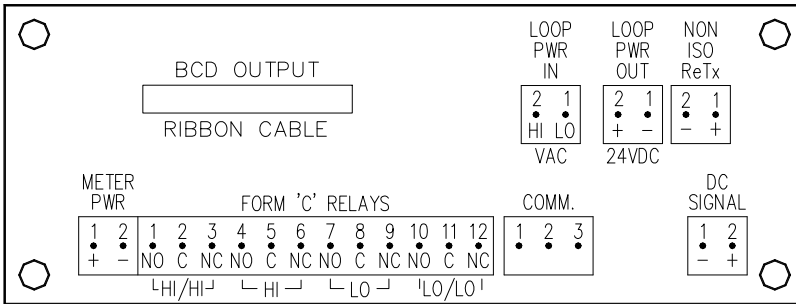 LOOP PWR IN
LOOP PWR OUT
NON ISO ReTx
BCD OUTPUT
RIBBON CABLE
2 1
HI LO
VAC
2 1
+ −
24VDC
2 1
− +
METER PWR
FORM 'C' RELAYS
COMM.
DC SIGNAL
1 2
+ −
1 2 3 4 5 6 7 8 9 10 11 12
NO C NC NO C NC NO C NC NO C NC
HI/HI HI LO LO/LO
1 2 3
1 2
− +